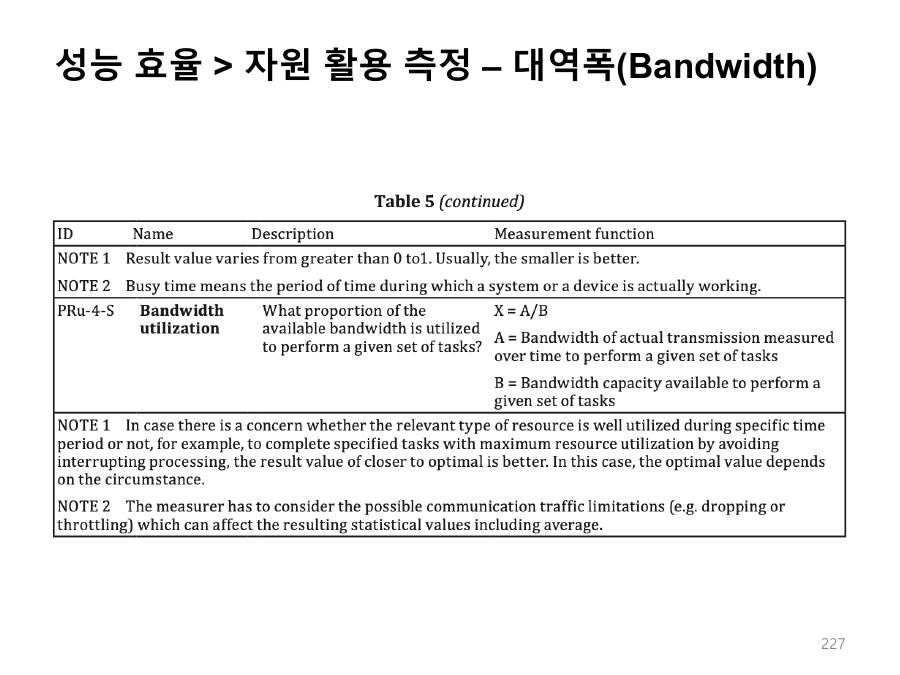 성능 효율 > 자원 활용 측정 – 대역폭(Bandwidth)
Table 5 (continued)
ID Name Description Measurement function
NOTE 1 Result value varies from greater than 0 to1. Usually, the smaller is better.
NOTE 2 Busy time means the period of time during which a system or a device is actually working.
PRu-4-S Bandwidth utilization
What proportion of the
available bandwidth is utilized
to perform a given set of tasks?
X = A/B
A = Bandwidth of actual transmission measured
over time to perform a given set of tasks
B = Bandwidth capacity available to perform a
given set of tasks
NOTE 1 In case there is a concern whether the relevant type of resource is well utilized during specific time
period or not, for example, to complete specified tasks with maximum resource utilization by avoiding
interrupting processing, the result value of closer to optimal is better. In this case, the optimal value depends
on the circumstance.
NOTE 2 The measurer has to consider the possible communication traffic limitations (e.g. dropping or
throttling) which can affect the resulting statistical values including average.
227